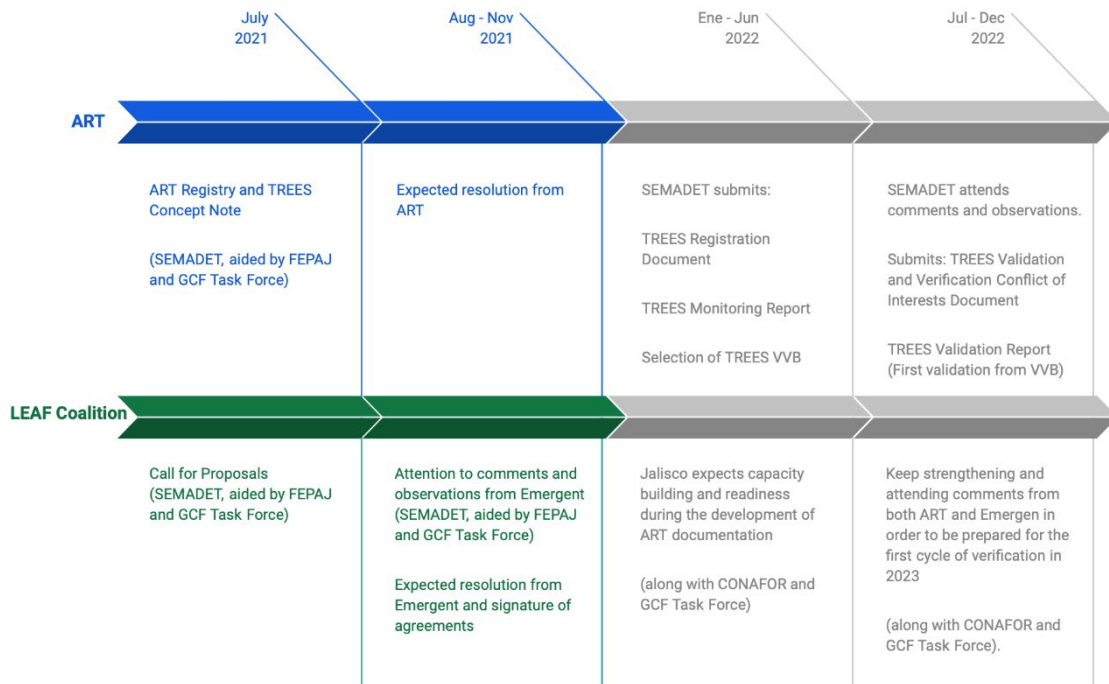 July
2021
Aug - Nov
2021
Ene - Jun
2022
Jul - Dec
2022
ART
ART Registry and TREES
Concept Note
(SEMADET, aided by FEPAJ
and GCF Task Force)
Expected resolution from
ART
SEMADET submits:
TREES Registration
Document
TREES Monitoring Report
Selection of TREES VVB
SEMADET attends
comments and observations.
Submits: TREES Validation
and Verification Conflict of
Interests Document
TREES Validation Report
(First validation from VVB)
LEAF Coalition
Call for Proposals
(SEMADET, aided by FEPAJ
and GCF Task Force)
Attention to comments and
observations from Emergent
(SEMADET, aided by FEPAJ
and GCF Task Force)
Expected resolution from
Emergent and signature of
agreements
Jalisco expects capacity
building and readiness
during the development of
ART documentation
(along with CONAFOR and
GCF Task Force)
Keep strengthening and
attending comments from
both ART and Emergen in
order to be prepared for the
first cycle of verification in
2023
(along with CONAFOR and
GCF Task Force).